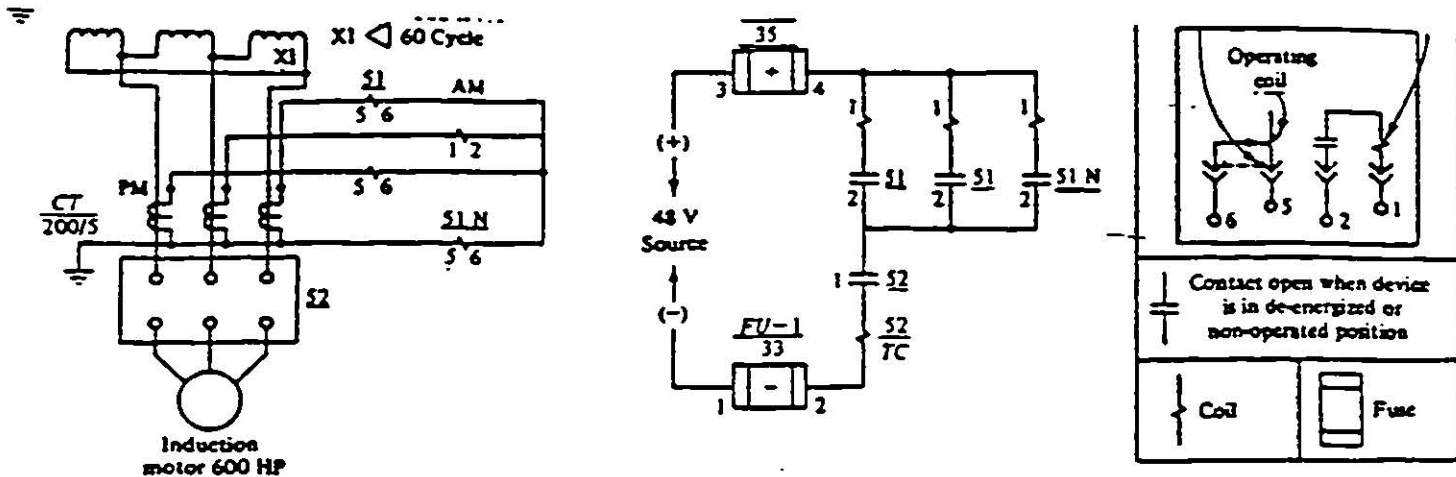 X1 ◁ 60 Cycle
X1
51
5 6
AM
1 2
5 6
PM
CT
200/5
51 N
5 6
52
Induction
motor 600 HP
35
3 + 4
(+)
48 V
Source
(-)
1 1 1
51 51 51 N
2 2 2
1 52
FU-1
33
52
TC
1 - 2
Operating
coil
6 5 2 1
Contact open when device
is in de-energized or
non-operated position
Coil
Fuse